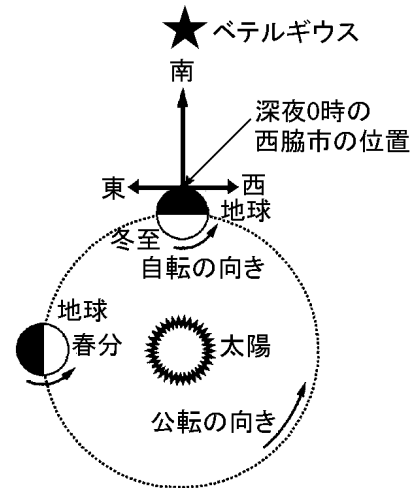 ベテルギウス
南
深夜0時の
西脇市の位置
東
西
地球
冬至
自転の向き
地球
春分
太陽
公転の向き